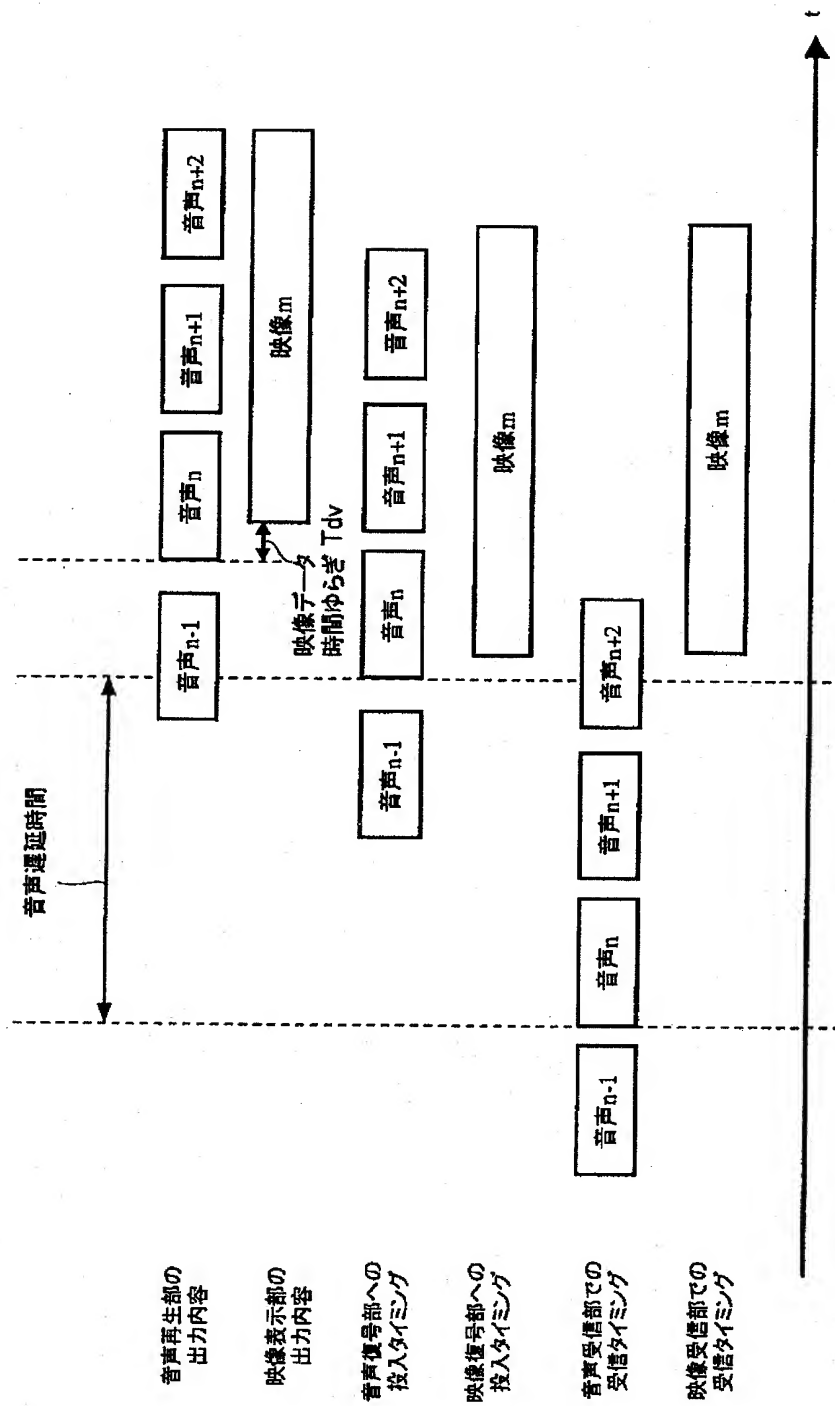 音声遅延時間
音声再生部の
出力内容
音声n-1
音声n
音声n+1
音声n+2
映像表示部の
出力内容
映像データ
時間ゆらぎ Tdv
映像m
音声復号部への
投入タイミング
音声n-1
音声n
音声n+1
音声n+2
映像復号部への
投入タイミング
映像m
音声受信部での
受信タイミング
音声n-1
音声n
音声n+1
音声n+2
映像受信部での
受信タイミング
映像m
t